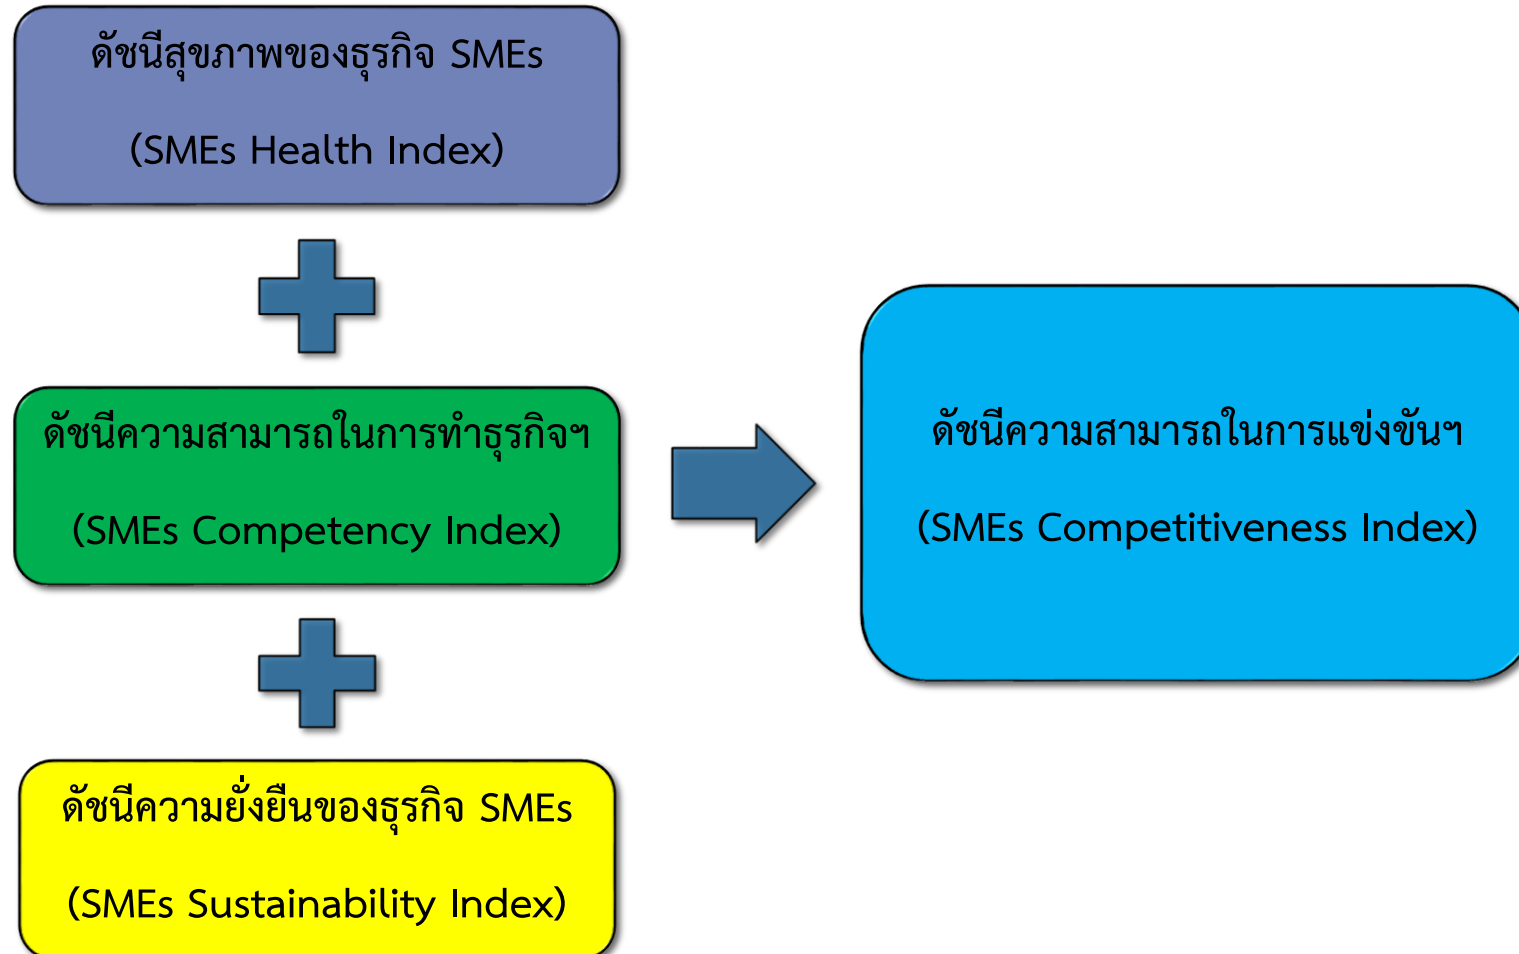 ดัชนีสุขภาพของธุรกิจ SMEs
(SMEs Health Index)
ดัชนีความสามารถในการทำธุรกิจฯ
(SMEs Competency Index)
ดัชนีความยั่งยืนของธุรกิจ SMEs
(SMEs Sustainability Index)
ดัชนีความสามารถในการแข่งขันฯ
(SMEs Competitiveness Index)